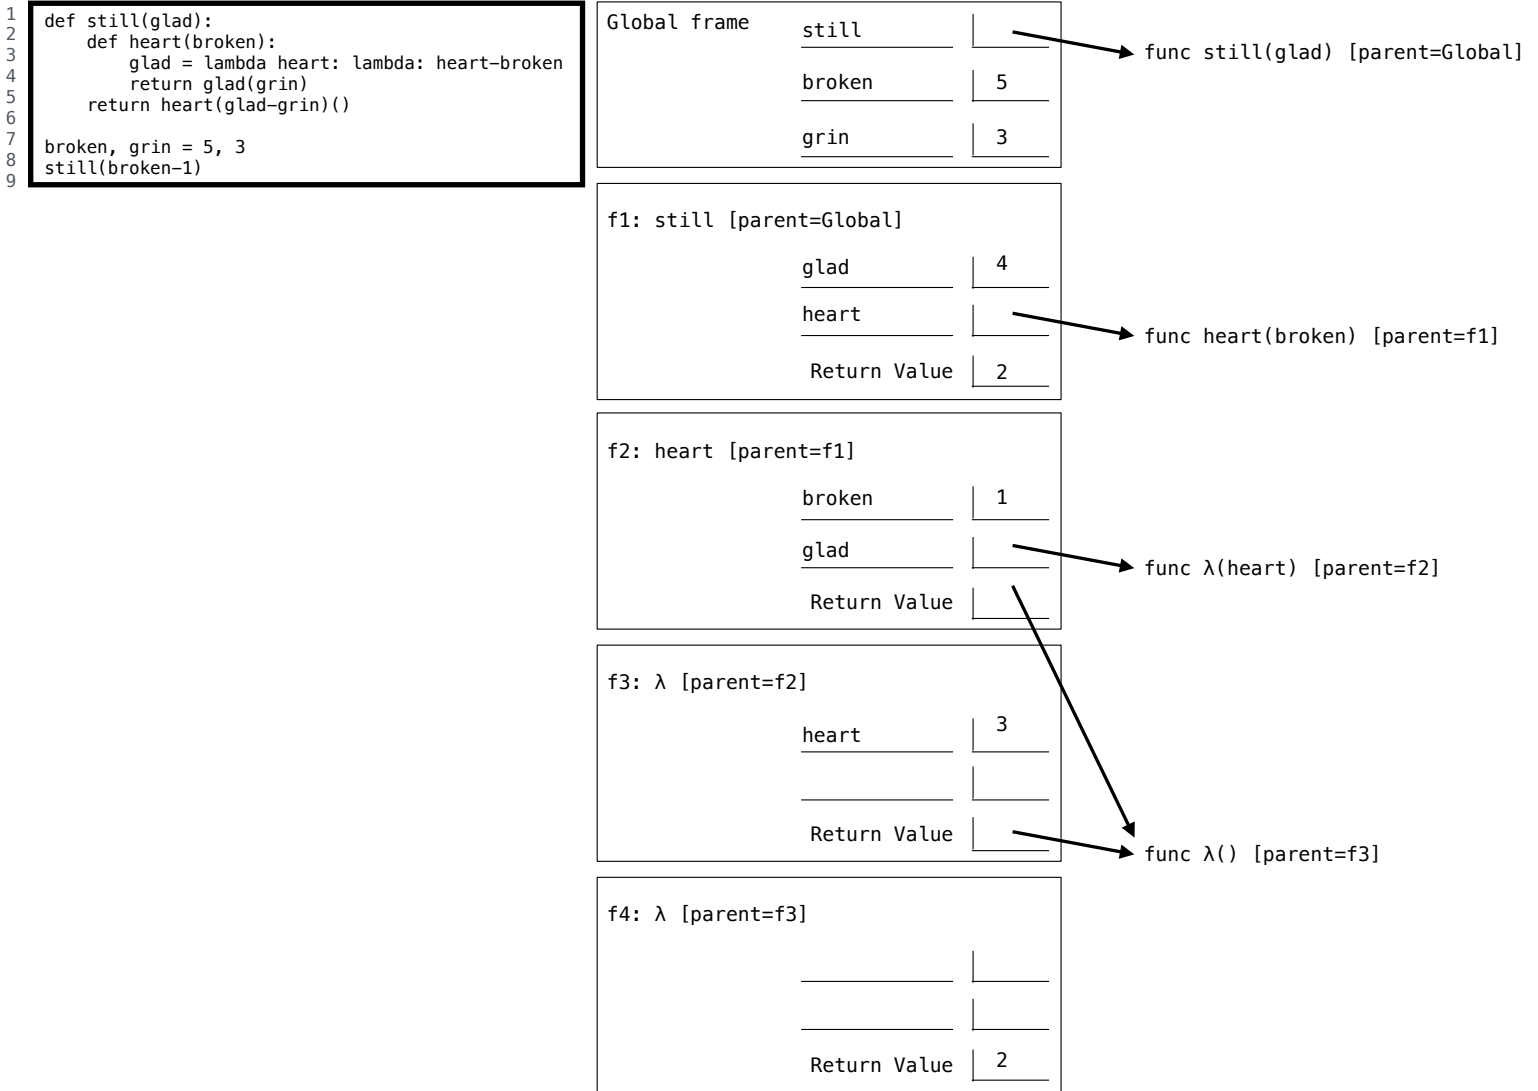 1
2
3
4
5
6
7
8
9
def still(glad):
    def heart(broken):
        glad = lambda heart: lambda: heart-broken
        return glad(grin)
    return heart(glad-grin)()
broken, grin = 5, 3
still(broken-1)
Global frame
still
func still(glad) [parent=Global]
broken 5
grin 3
f1: still [parent=Global]
glad 4
heart
func heart(broken) [parent=f1]
Return Value 2
f2: heart [parent=f1]
broken 1
glad
func λ(heart) [parent=f2]
Return Value
f3: λ [parent=f2]
heart 3
Return Value
func λ() [parent=f3]
f4: λ [parent=f3]
Return Value 2